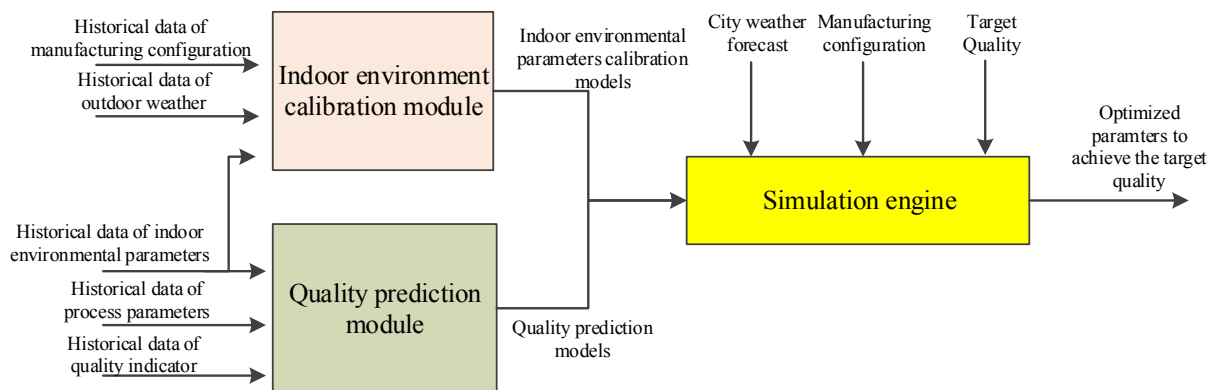 Historical data of
manufacturing configuration
Historical data of
outdoor weather
Indoor environment
calibration module
Indoor environmental
parameters calibration
models
City weather
forecast
Manufacturing
configuration
Target
Quality
Optimized paramters to
achieve the target
quality
Simulation engine
Historical data of indoor
environmental parameters
Historical data of
process parameters
Historical data of
quality indicator
Quality prediction
module
Quality prediction
models